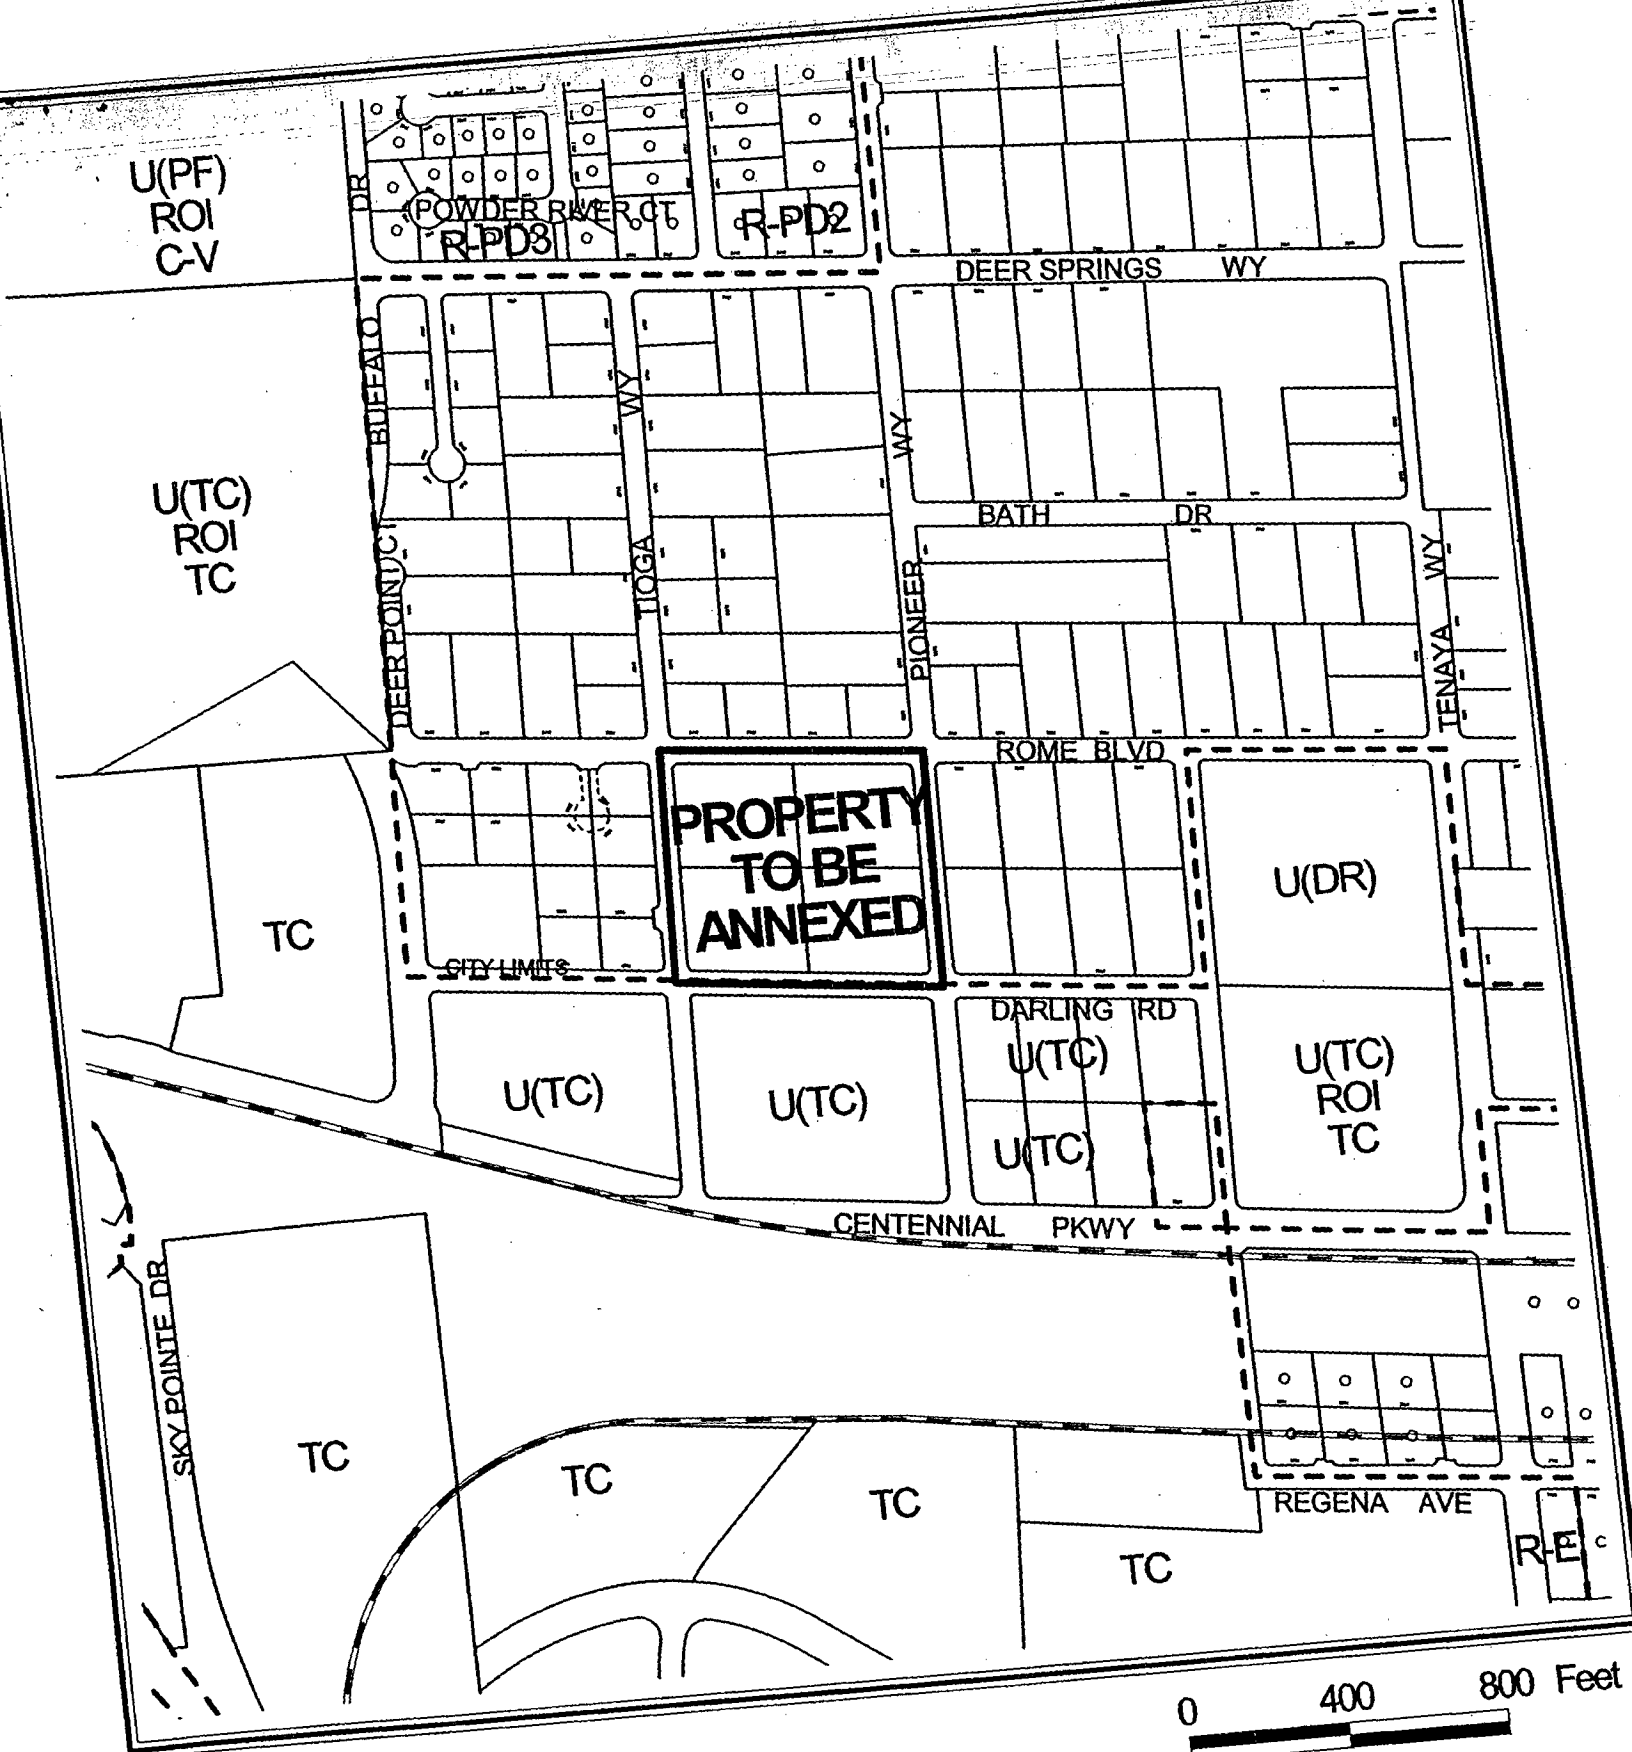 U(PF)
ROI
C-V
DR
POWDER RIVER CT
R-PD3
R-PD2
DEER SPRINGS WY
BUFFALO
WY
WY
U(TC)
ROI
TC
BATH DR
DEER POINT CT
TIOGA
PIONEER
WY
TENAYA
ROME BLVD
PROPERTY
TO BE
ANNEXED
U(DR)
TC
CITY LIMITS
DARLING RD
U(TC)
U(TC)
U(TC)
U(TC)
U(TC)
ROI
TC
CENTENNIAL PKWY
SKY POINTE DR
TC
TC
TC
TC
REGENA AVE
R-E
0 400 800 Feet